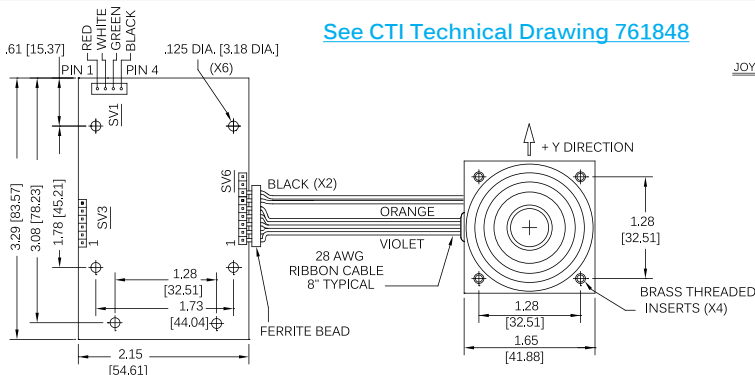 See CTI Technical Drawing 761848
JOY
RED
WHITE
GREEN
BLACK
.61 [15.37]
PIN 1
PIN 4
.125 DIA. [3.18 DIA.]
(X6)
SV1
+ Y DIRECTION
SV6
BLACK (X2)
SV3
ORANGE
VIOLET
1
1
3.29 [83.57]
3.08 [78.23]
1.78 [45.21]
28 AWG
RIBBON CABLE
8" TYPICAL
1.28
[32.51]
1.28
[32.51]
1.73
[44.04]
FERRITE BEAD
BRASS THREADED
INSERTS (X4)
1.28
[32.51]
1.65
[41.88]
2.15
[54.61]